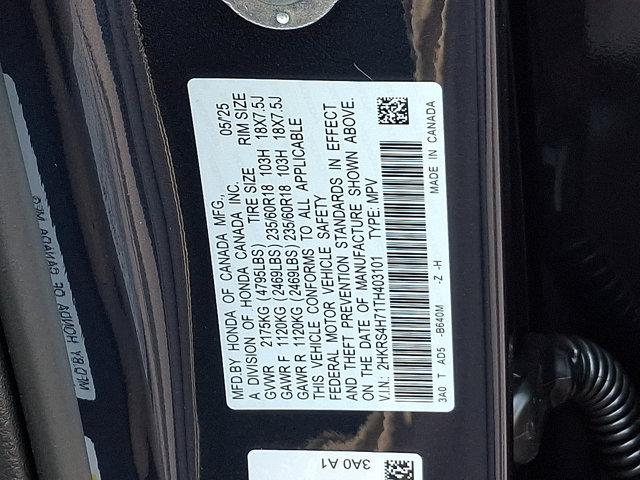 MFD.BY HONDA OF CANADA MFG., 05/25
A DIVISION OF HONDA CANADA INC.
TIRE SIZE RIM SIZE
GVWR 2175KG (4795LBS)
GAWR F 1120KG (2469LBS) 235/60R18 103H 18X7.5J
GAWR R 1120KG (2469LBS) 235/60R18 103H 18X7.5J
THIS VEHICLE CONFORMS TO ALL APPLICABLE
FEDERAL MOTOR VEHICLE SAFETY
AND THEFT PREVENTION STANDARDS IN EFFECT
ON THE DATE OF MANUFACTURE SHOWN ABOVE.
V.I.N.: 2HKRS4H71TH403101 TYPE: MPV
3A0 T AD5 -B640M -Z -H MADE IN CANADA
3A0 A1